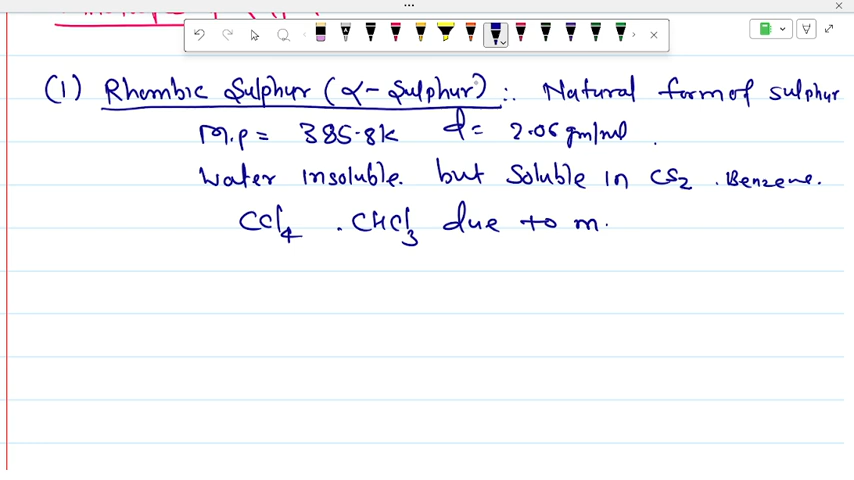 (1) Rhombic Sulphur (α-Sulphur) :. Natural form of sulphur
M.p = 385.8K d = 2.06 gm/ml .
Water insoluble. but Soluble in CS2 . Benzene.
CCl4 . CHCl3 due to m.